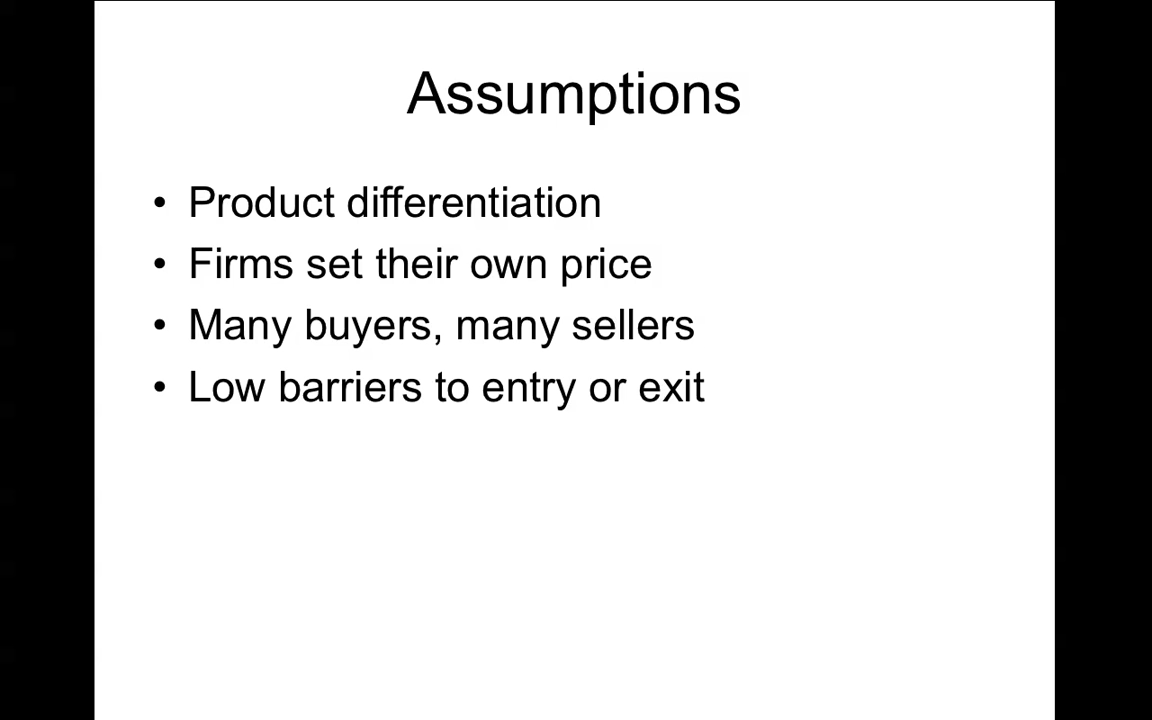 Assumptions
• Product differentiation
• Firms set their own price
• Many buyers, many sellers
• Low barriers to entry or exit